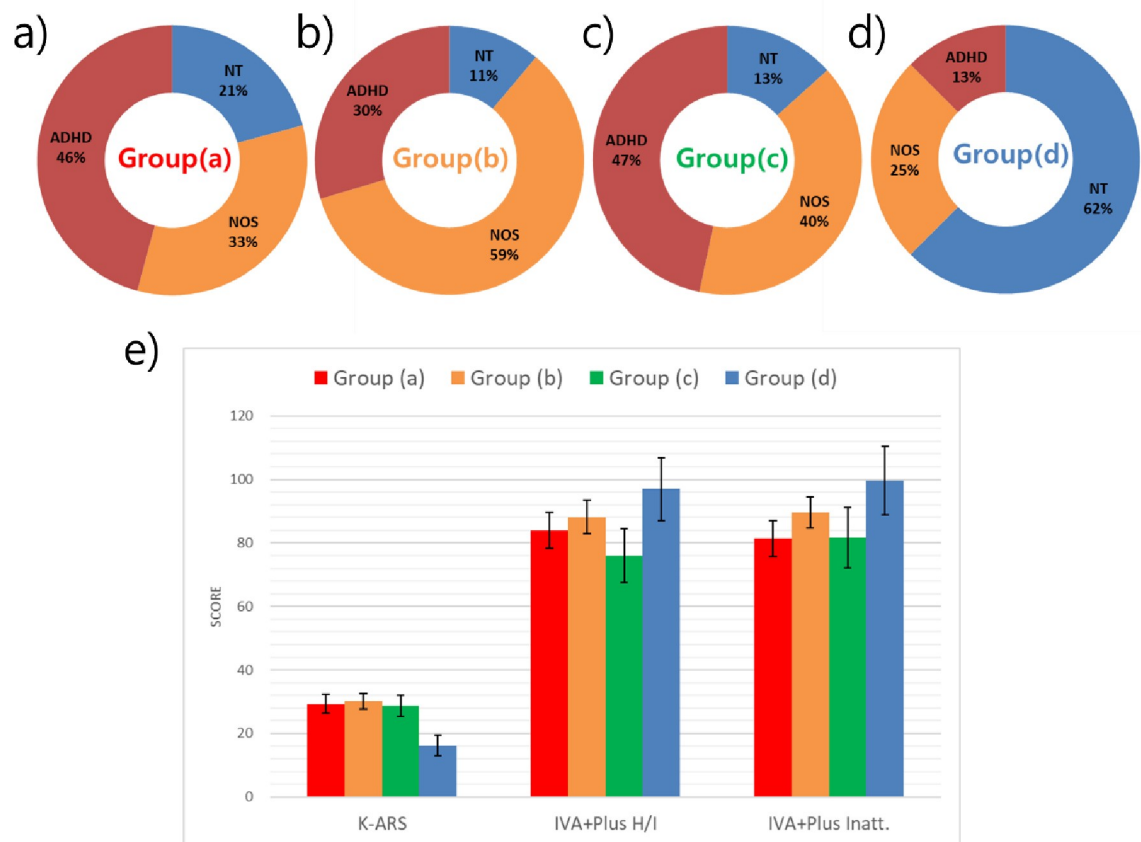 a)
NT
21%
ADHD
46%
Group(a)
NOS
33%
b)
NT
11%
ADHD
30%
Group(b)
NOS
59%
c)
NT
13%
ADHD
47%
Group(c)
NOS
40%
d)
ADHD
13%
NOS
25%
Group(d)
NT
62%
e)
Group (a) Group (b) Group (c) Group (d)
120
100
80
60
40
20
0
SCORE
K-ARS IVA+Plus H/I IVA+Plus Inatt.